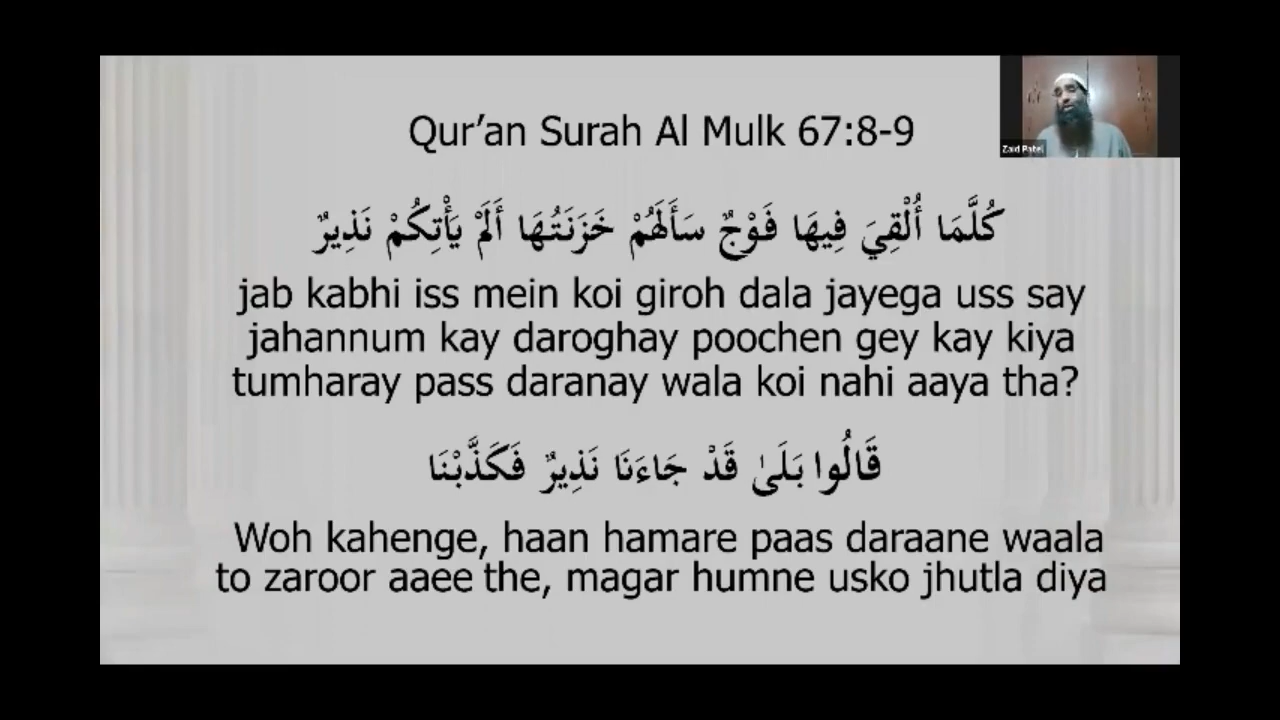 Qur’an Surah Al Mulk 67:8-9
Zaid Patel
كُلَّمَا أُلْقِيَ فِيهَا فَوْجٌ سَأَلَهُمْ خَزَنَتُهَا أَلَمْ يَأْتِكُمْ نَذِيرٌ
jab kabhi iss mein koi giroh dala jayega uss say
jahannum kay daroghay poochen gey kay kiya
tumharay pass daranay wala koi nahi aaya tha?
قَالُوا بَلَىٰ قَدْ جَاءَنَا نَذِيرٌ فَكَذَّبْنَا
Woh kahenge, haan hamare paas daraane waala
to zaroor aaee the, magar humne usko jhutla diya